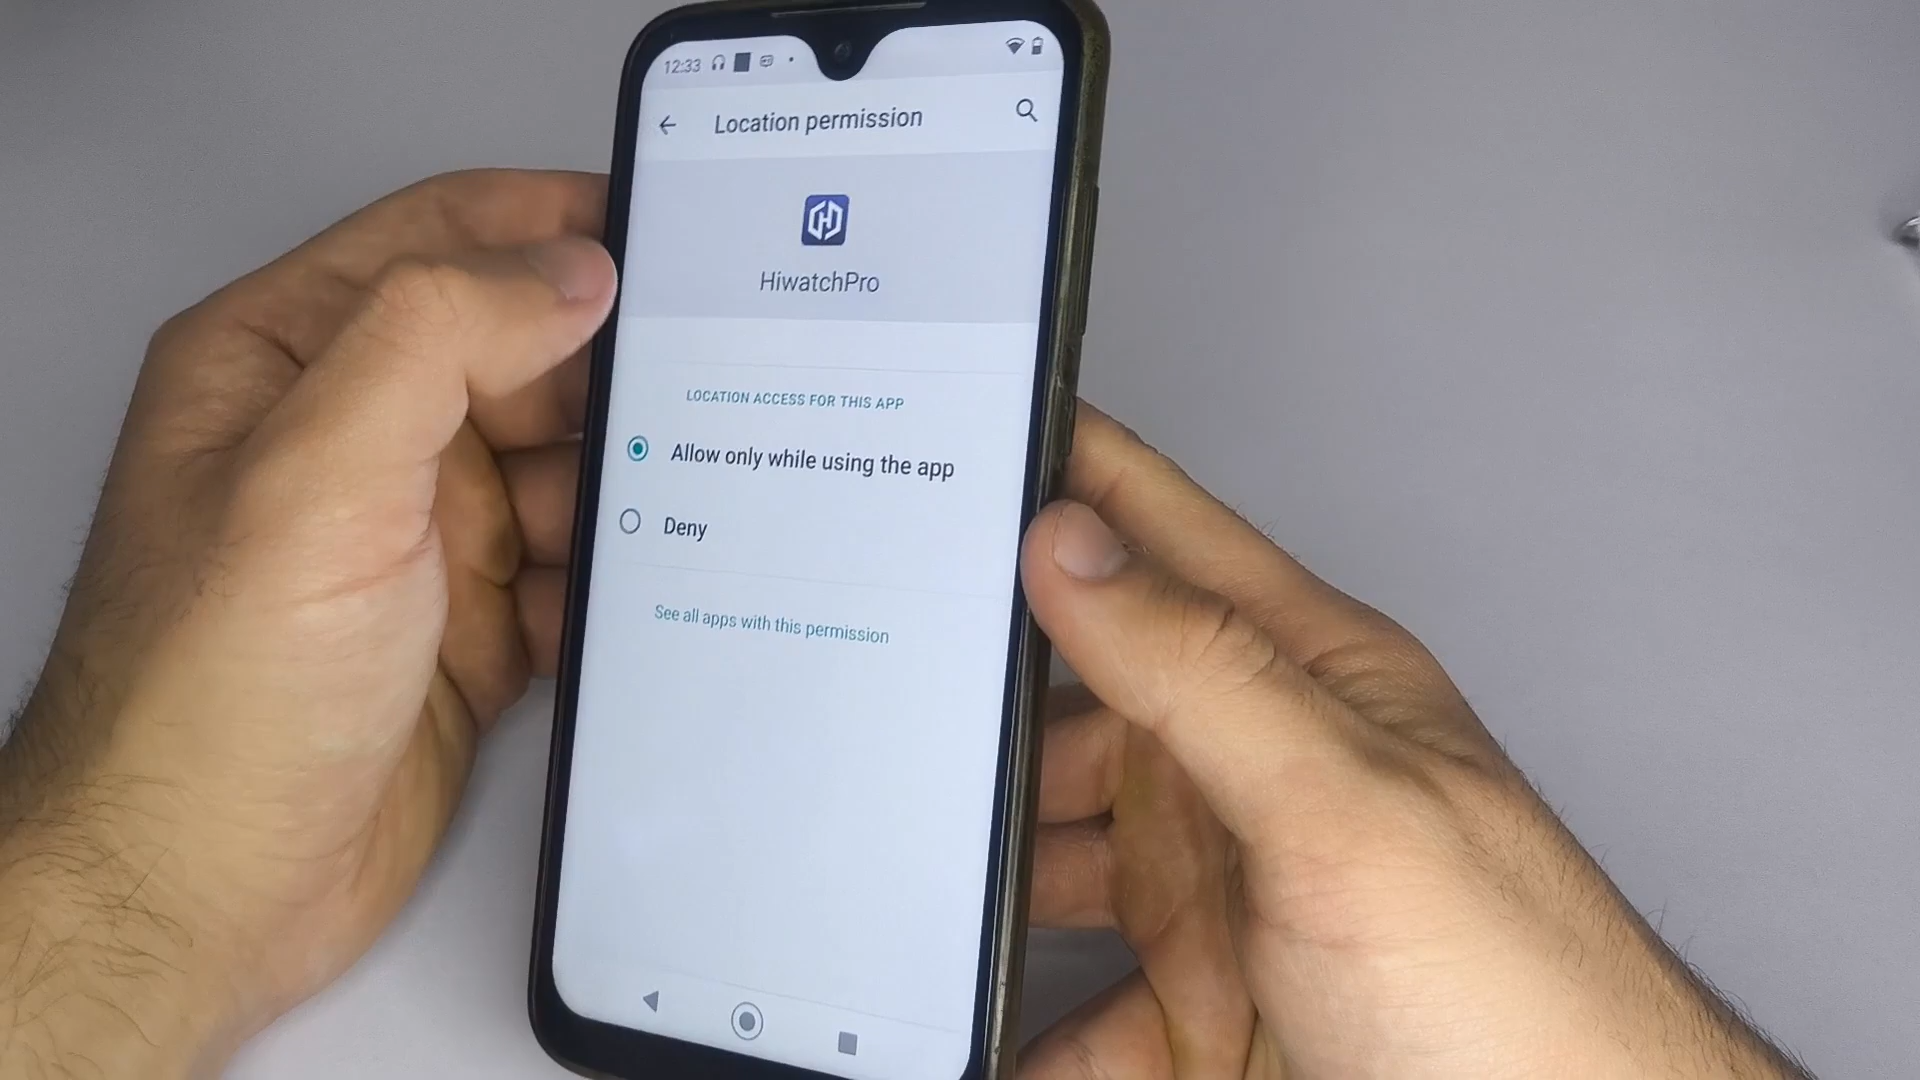 12:33
Location permission
HiwatchPro
LOCATION ACCESS FOR THIS APP
Allow only while using the app
Deny
See all apps with this permission